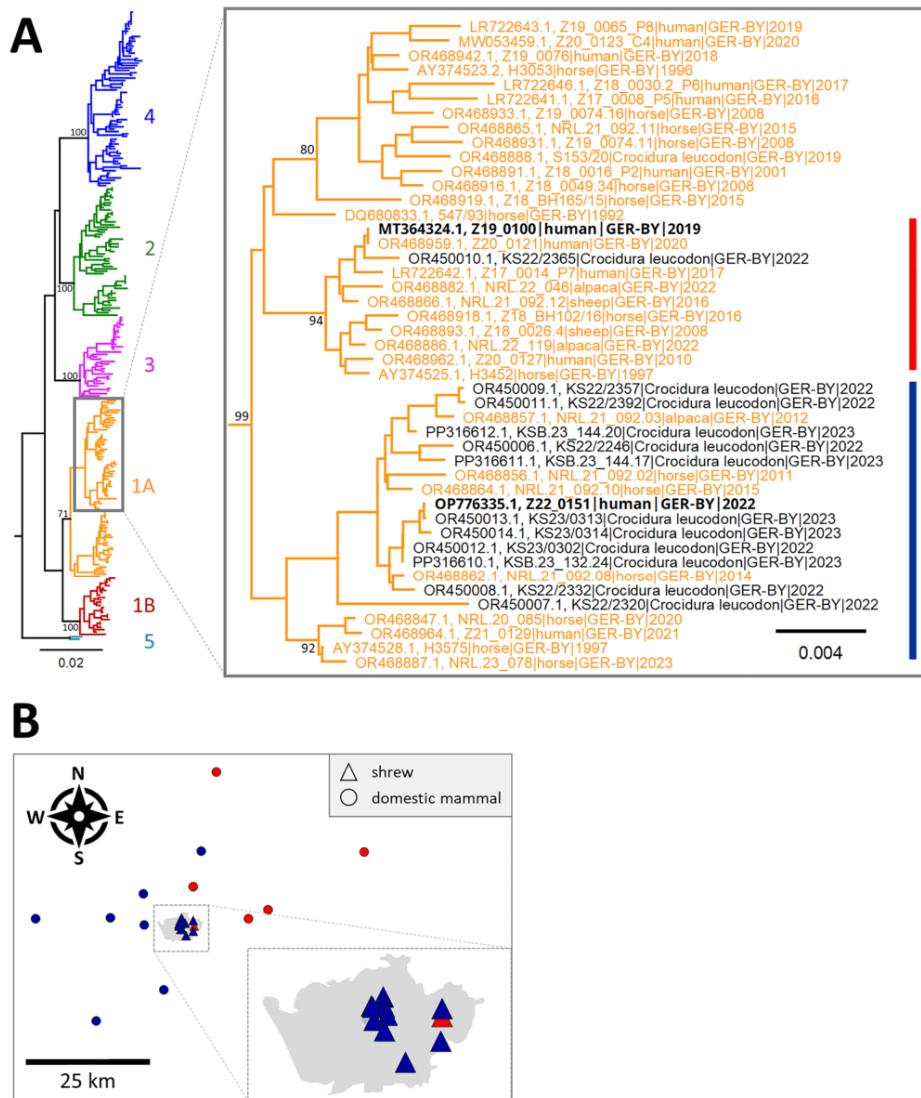 A
4
100
2
100
3
100
1A
71
1B
100
5
0.02
LR722643.1, Z19_0065_P8|human|GER-BY|2019
MW053459.1, Z20_0123_C4|human|GER-BY|2020
OR468942.1, Z19_0076|human|GER-BY|2018
AY374523.2, H3053|horse|GER-BY|1996
LR722646.1, Z18_0030.2_P6|human|GER-BY|2017
LR722641.1, Z17_0008_P5|human|GER-BY|2016
OR468933.1, Z19_0074.16|horse|GER-BY|2008
OR468865.1, NRL.21_092.11|horse|GER-BY|2015
OR468931.1, Z19_0074.11|horse|GER-BY|2008
80
OR468888.1, S153/20|Crocidura leucodon|GER-BY|2019
OR468891.1, Z18_0016_P2|human|GER-BY|2001
OR468916.1, Z18_0049.34|horse|GER-BY|2008
OR468919.1, Z18_BH165/15|horse|GER-BY|2015
DQ680833.1, 547/93|horse|GER-BY|1992
MT364324.1, Z19_0100|human|GER-BY|2019
OR468959.1, Z20_0121|human|GER-BY|2020
OR450010.1, KS22/2365|Crocidura leucodon|GER-BY|2022
LR722642.1, Z17_0014_P7|human|GER-BY|2017
OR468882.1, NRL.22_046|alpaca|GER-BY|2022
OR468866.1, NRL.21_092.12|sheep|GER-BY|2016
94
OR468918.1, Z18_BH102/16|horse|GER-BY|2016
OR468893.1, Z18_0026.4|sheep|GER-BY|2008
OR468886.1, NRL.22_119|alpaca|GER-BY|2022
OR468962.1, Z20_0127|human|GER-BY|2010
AY374525.1, H3452|horse|GER-BY|1997
OR450009.1, KS22/2357|Crocidura leucodon|GER-BY|2022
OR450011.1, KS22/2392|Crocidura leucodon|GER-BY|2022
99
OR468857.1, NRL.21_092.03|alpaca|GER-BY|2012
PP316612.1, KSB.23_144.20|Crocidura leucodon|GER-BY|2023
OR450006.1, KS22/2246|Crocidura leucodon|GER-BY|2022
PP316611.1, KSB.23_144.17|Crocidura leucodon|GER-BY|2023
OR468856.1, NRL.21_092.02|horse|GER-BY|2011
OR468864.1, NRL.21_092.10|horse|GER-BY|2015
OP776335.1, Z22_0151|human|GER-BY|2022
OR450013.1, KS23/0313|Crocidura leucodon|GER-BY|2023
OR450014.1, KS23/0314|Crocidura leucodon|GER-BY|2023
OR450012.1, KS23/0302|Crocidura leucodon|GER-BY|2022
PP316610.1, KSB.23_132.24|Crocidura leucodon|GER-BY|2023
OR468862.1, NRL.21_092.08|horse|GER-BY|2014
OR450008.1, KS22/2332|Crocidura leucodon|GER-BY|2022
OR450007.1, KS22/2320|Crocidura leucodon|GER-BY|2022
OR468847.1, NRL.20_085|horse|GER-BY|2020
OR468964.1, Z21_0129|human|GER-BY|2021
92
AY374528.1, H3575|horse|GER-BY|1997
OR468887.1, NRL.23_078|horse|GER-BY|2023
0.004
B
N
W
E
S
shrew
domestic mammal
25 km